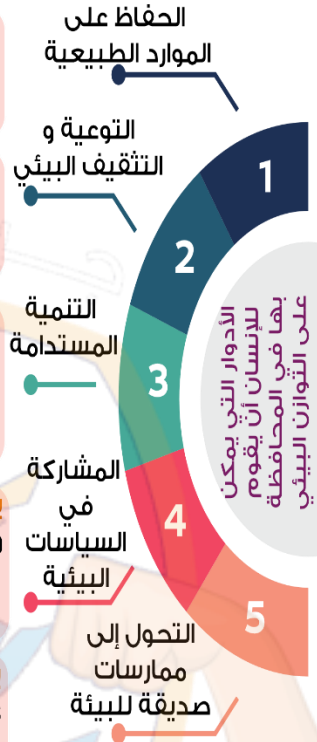 الحفاظ على
الموارد الطبيعية
1
التوعية و
التثقيف البيئي
2
التنمية
المستدامة
3
المشاركة
في
السياسات
البيئية
4
التحول إلى
ممارسات
صديقة للبيئة
5
الأدوار التي يمكن
للإنسان أن يقوم
بها في المحافظة
على التوازن البيئي